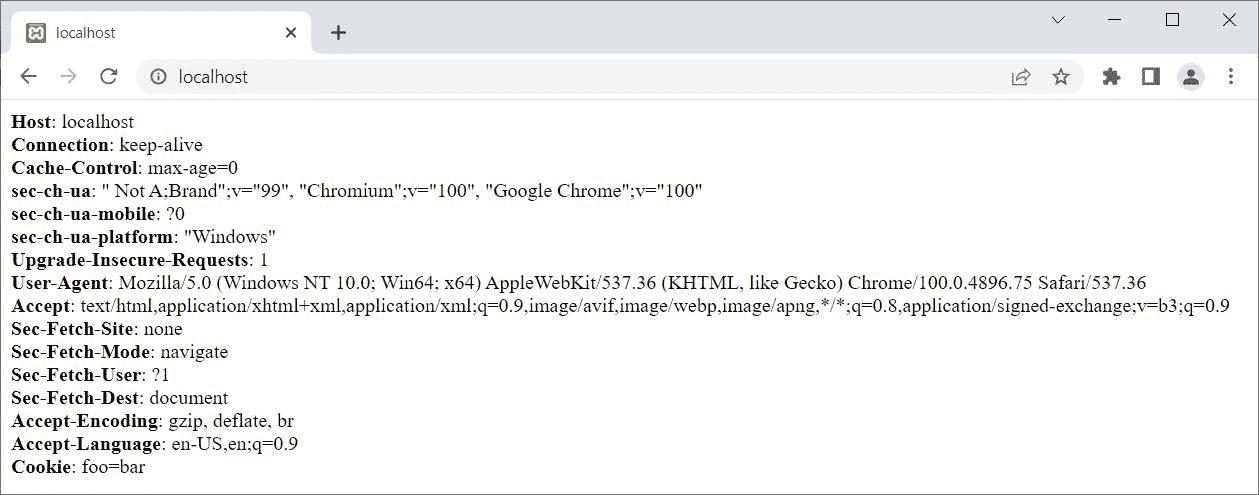 localhost
localhost
Host: localhost
Connection: keep-alive
Cache-Control: max-age=0
sec-ch-ua: " Not A;Brand";v="99", "Chromium";v="100", "Google Chrome";v="100"
sec-ch-ua-mobile: ?0
sec-ch-ua-platform: "Windows"
Upgrade-Insecure-Requests: 1
User-Agent: Mozilla/5.0 (Windows NT 10.0; Win64; x64) AppleWebKit/537.36 (KHTML, like Gecko) Chrome/100.0.4896.75 Safari/537.36
Accept: text/html,application/xhtml+xml,application/xml;q=0.9,image/avif,image/webp,image/apng,*/*;q=0.8,application/signed-exchange;v=b3;q=0.9
Sec-Fetch-Site: none
Sec-Fetch-Mode: navigate
Sec-Fetch-User: ?1
Sec-Fetch-Dest: document
Accept-Encoding: gzip, deflate, br
Accept-Language: en-US,en;q=0.9
Cookie: foo=bar